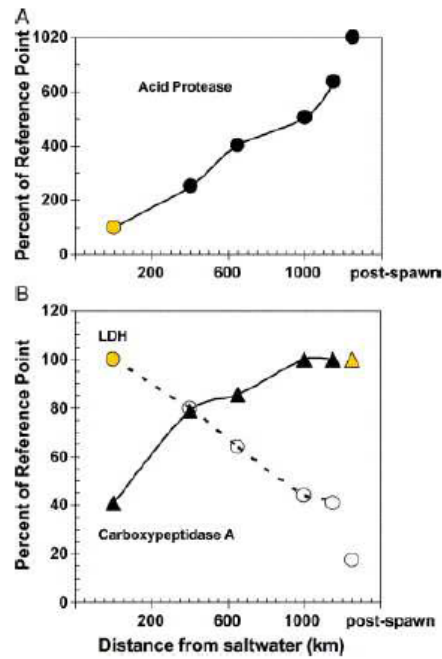 A
1020
600
400
200
0
Percent of Reference Point
Acid Protease
200 600 1000 post-spawn
B
120
100
80
60
40
20
0
Percent of Reference Point
LDH
Carboxypeptidase A
200 600 1000 post-spawn
Distance from saltwater (km)